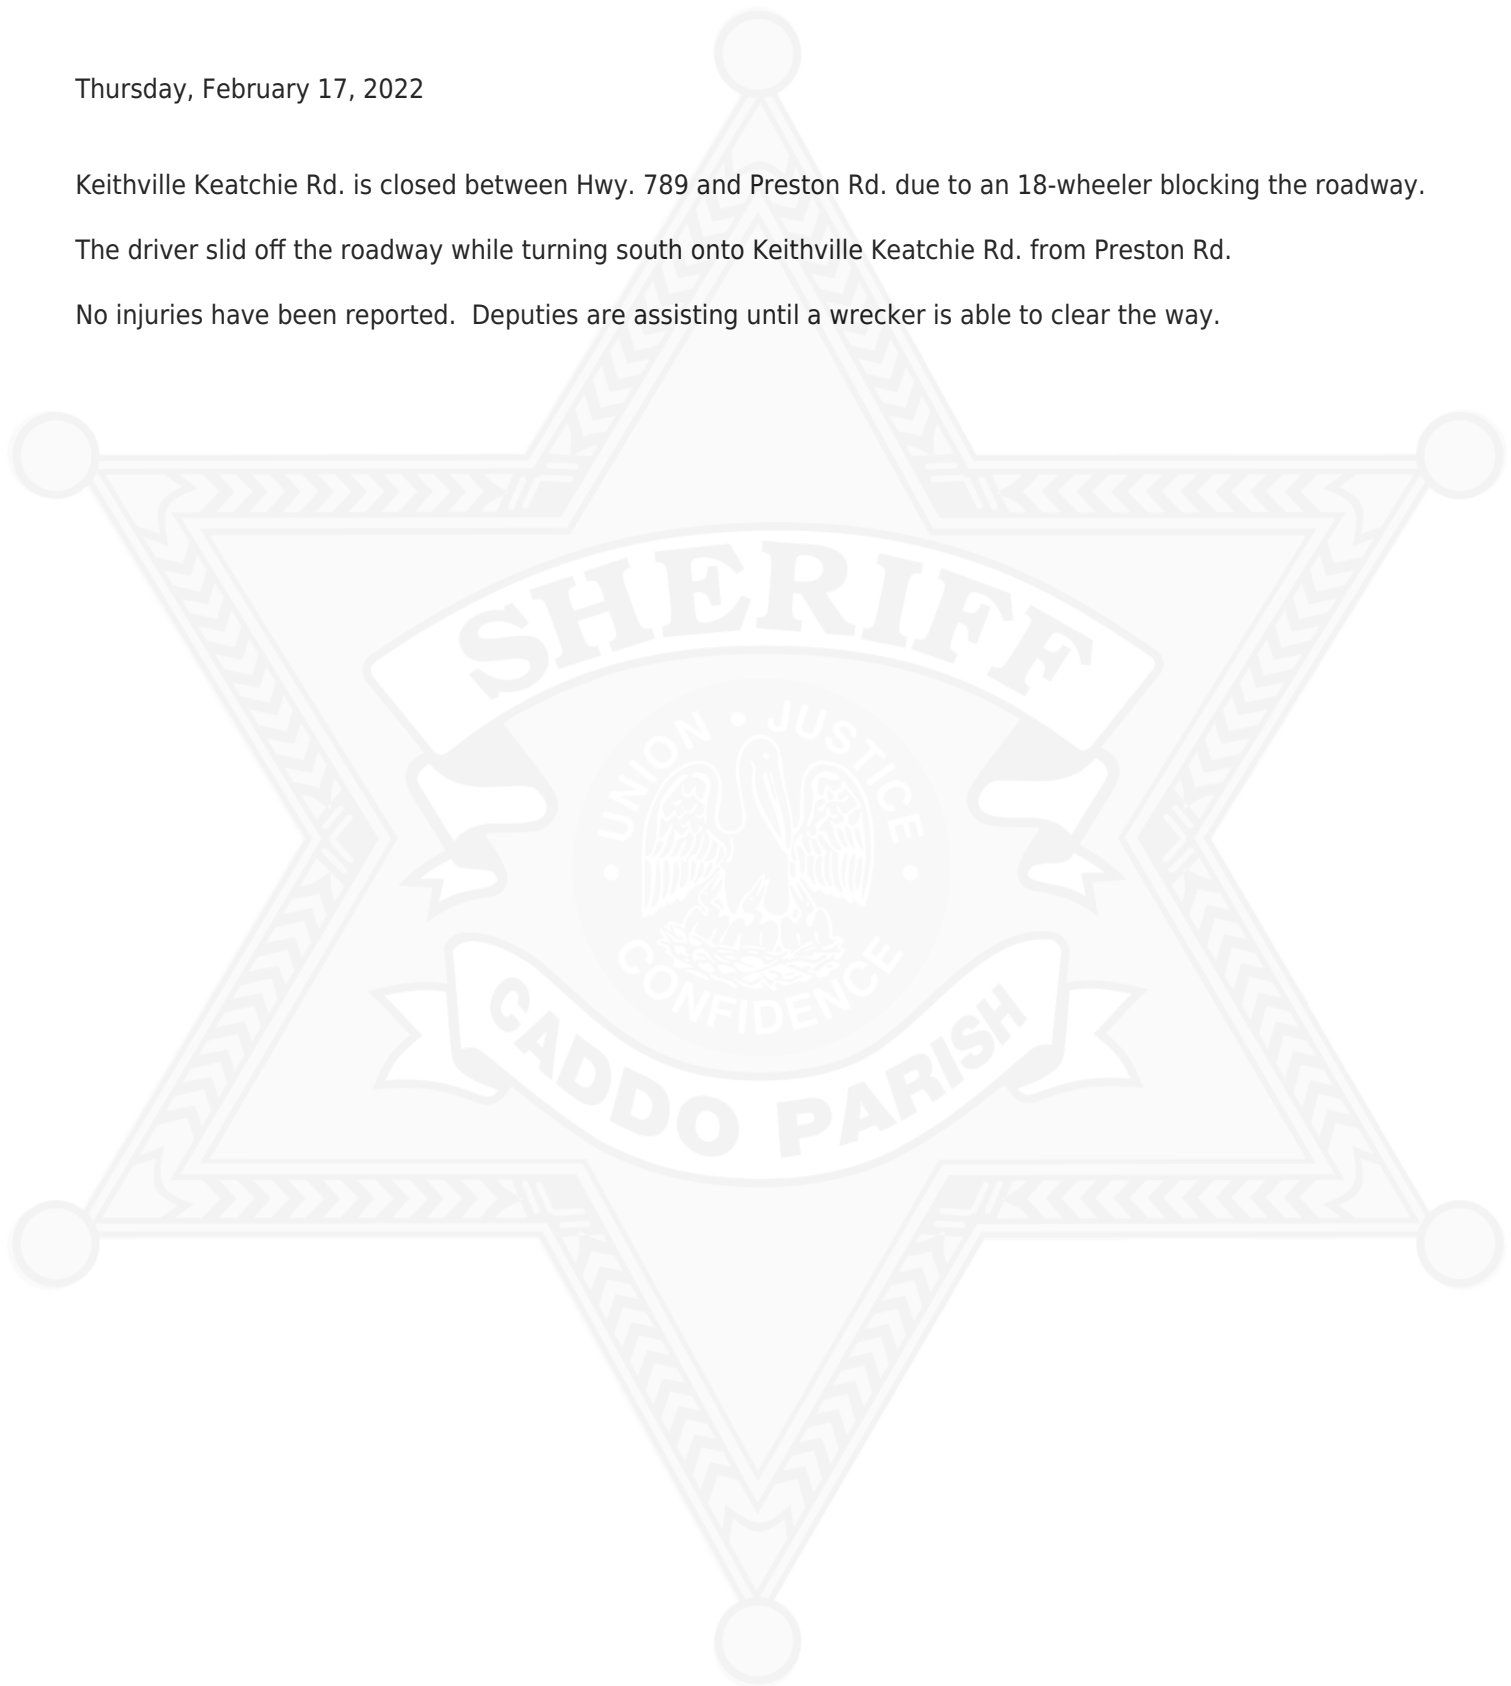 Thursday, February 17, 2022
Keithville Keatchie Rd. is closed between Hwy. 789 and Preston Rd. due to an 18-wheeler blocking the roadway.
The driver slid off the roadway while turning south onto Keithville Keatchie Rd. from Preston Rd.
No injuries have been reported.  Deputies are assisting until a wrecker is able to clear the way.
SHERIFF
UNION • JUSTICE
• CONFIDENCE •
CADDO PARISH